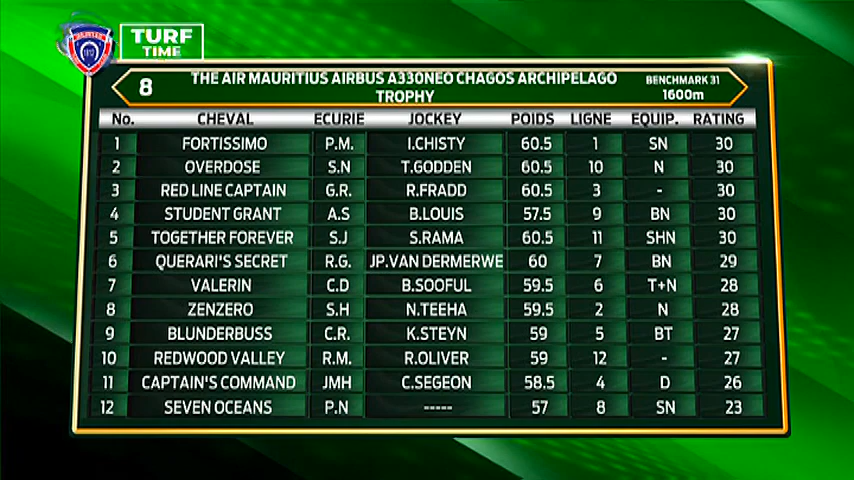 TURF
TIME
8
THE AIR MAURITIUS AIRBUS A330NEO CHAGOS ARCHIPELAGO
TROPHY
BENCHMARK 31
1600m
No. CHEVAL ECURIE JOCKEY POIDS LIGNE EQUIP. RATING
1 FORTISSIMO P.M. I.CHISTY 60.5 1 SN 30
2 OVERDOSE S.N T.GODDEN 60.5 10 N 30
3 RED LINE CAPTAIN G.R. R.FRADD 60.5 3 - 30
4 STUDENT GRANT A.S B.LOUIS 57.5 9 BN 30
5 TOGETHER FOREVER S.J S.RAMA 60.5 11 SHN 30
6 QUERARI'S SECRET R.G. JP.VAN DERMERWE 60 7 BN 29
7 VALERIN C.D B.SOOFUL 59.5 6 T+N 28
8 ZENZERO S.H N.TEEHA 59.5 2 N 28
9 BLUNDERBUSS C.R. K.STEYN 59 5 BT 27
10 REDWOOD VALLEY R.M. R.OLIVER 59 12 - 27
11 CAPTAIN'S COMMAND JMH C.SEGEON 58.5 4 D 26
12 SEVEN OCEANS P.N ----- 57 8 SN 23